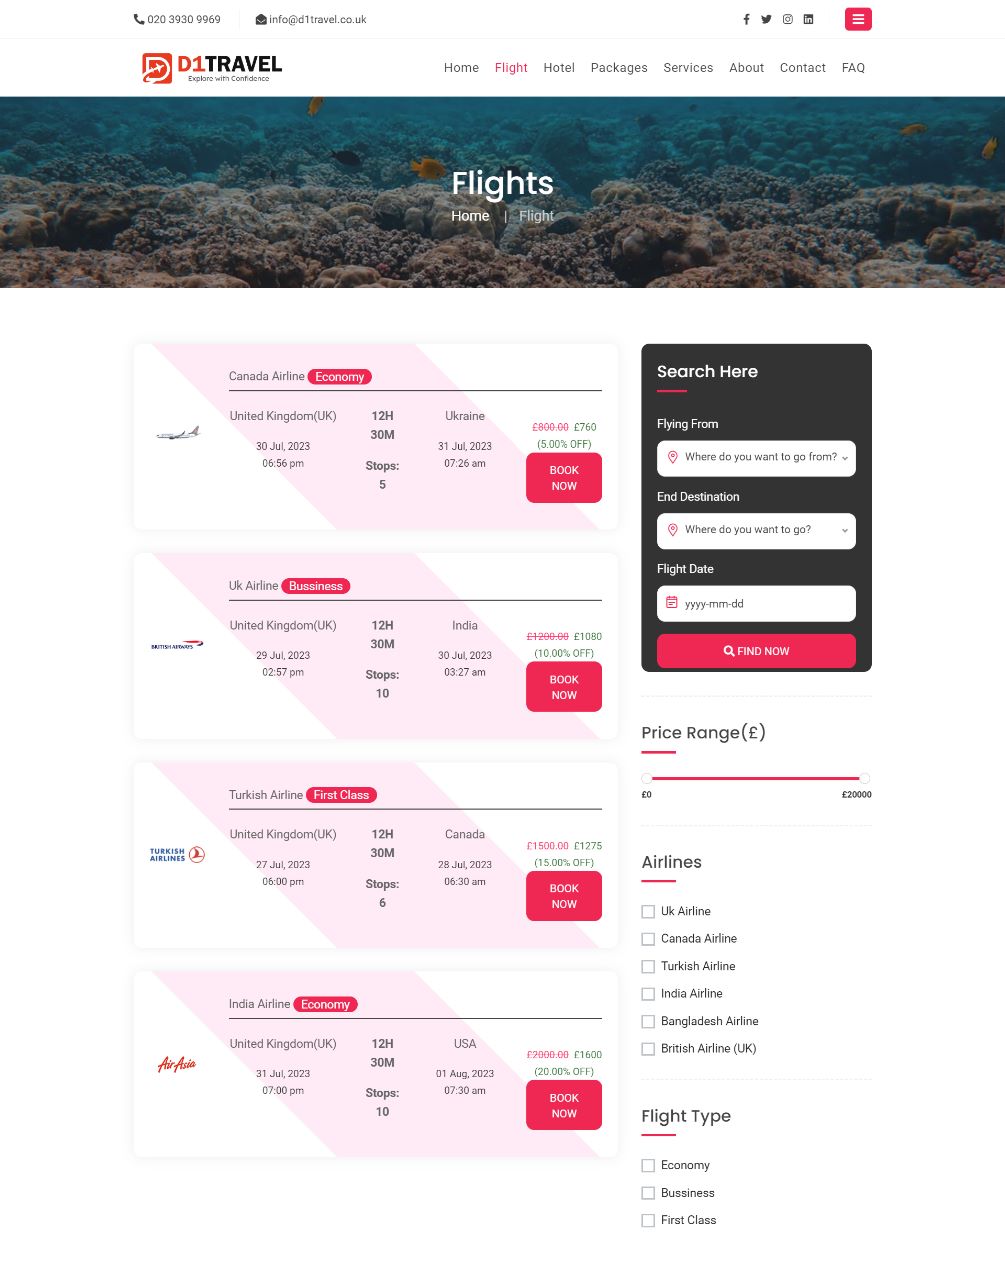 020 3930 9969
info@d1travel.co.uk
D1TRAVEL
Explore with Confidence
Home Flight Hotel Packages Services About Contact FAQ
Flights
Home | Flight
Canada Airline Economy
United Kingdom(UK)
30 Jul, 2023
06:56 pm
12H
30M
Stops:
5
Ukraine
31 Jul, 2023
07:26 am
£800.00 £760
(5.00% OFF)
BOOK
NOW
Uk Airline Bussiness
BRITISH AIRWAYS
United Kingdom(UK)
29 Jul, 2023
02:57 pm
12H
30M
Stops:
10
India
30 Jul, 2023
03:27 am
£1200.00 £1080
(10.00% OFF)
BOOK
NOW
Turkish Airline First Class
TURKISH
AIRLINES
United Kingdom(UK)
27 Jul, 2023
06:00 pm
12H
30M
Stops:
6
Canada
28 Jul, 2023
06:30 am
£1500.00 £1275
(15.00% OFF)
BOOK
NOW
India Airline Economy
AirAsia
United Kingdom(UK)
31 Jul, 2023
07:00 pm
12H
30M
Stops:
10
USA
01 Aug, 2023
07:30 am
£2000.00 £1600
(20.00% OFF)
BOOK
NOW
Search Here
Flying From
Where do you want to go from?
End Destination
Where do you want to go?
Flight Date
yyyy-mm-dd
FIND NOW
Price Range(£)
£0 £20000
Airlines
Uk Airline
Canada Airline
Turkish Airline
India Airline
Bangladesh Airline
British Airline (UK)
Flight Type
Economy
Bussiness
First Class